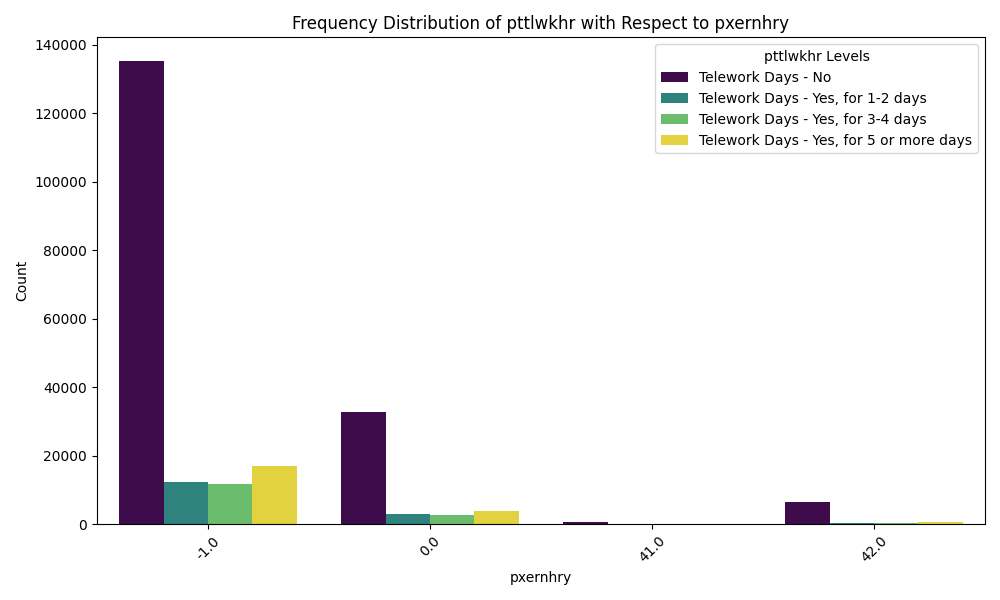 Frequency Distribution of pttlwkhr with Respect to pxernhry
pttlwkhr Levels
Telework Days - No
Telework Days - Yes, for 1-2 days
Telework Days - Yes, for 3-4 days
Telework Days - Yes, for 5 or more days
Count
140000
120000
100000
80000
60000
40000
20000
0
-1.0
0.0
41.0
42.0
pxernhry